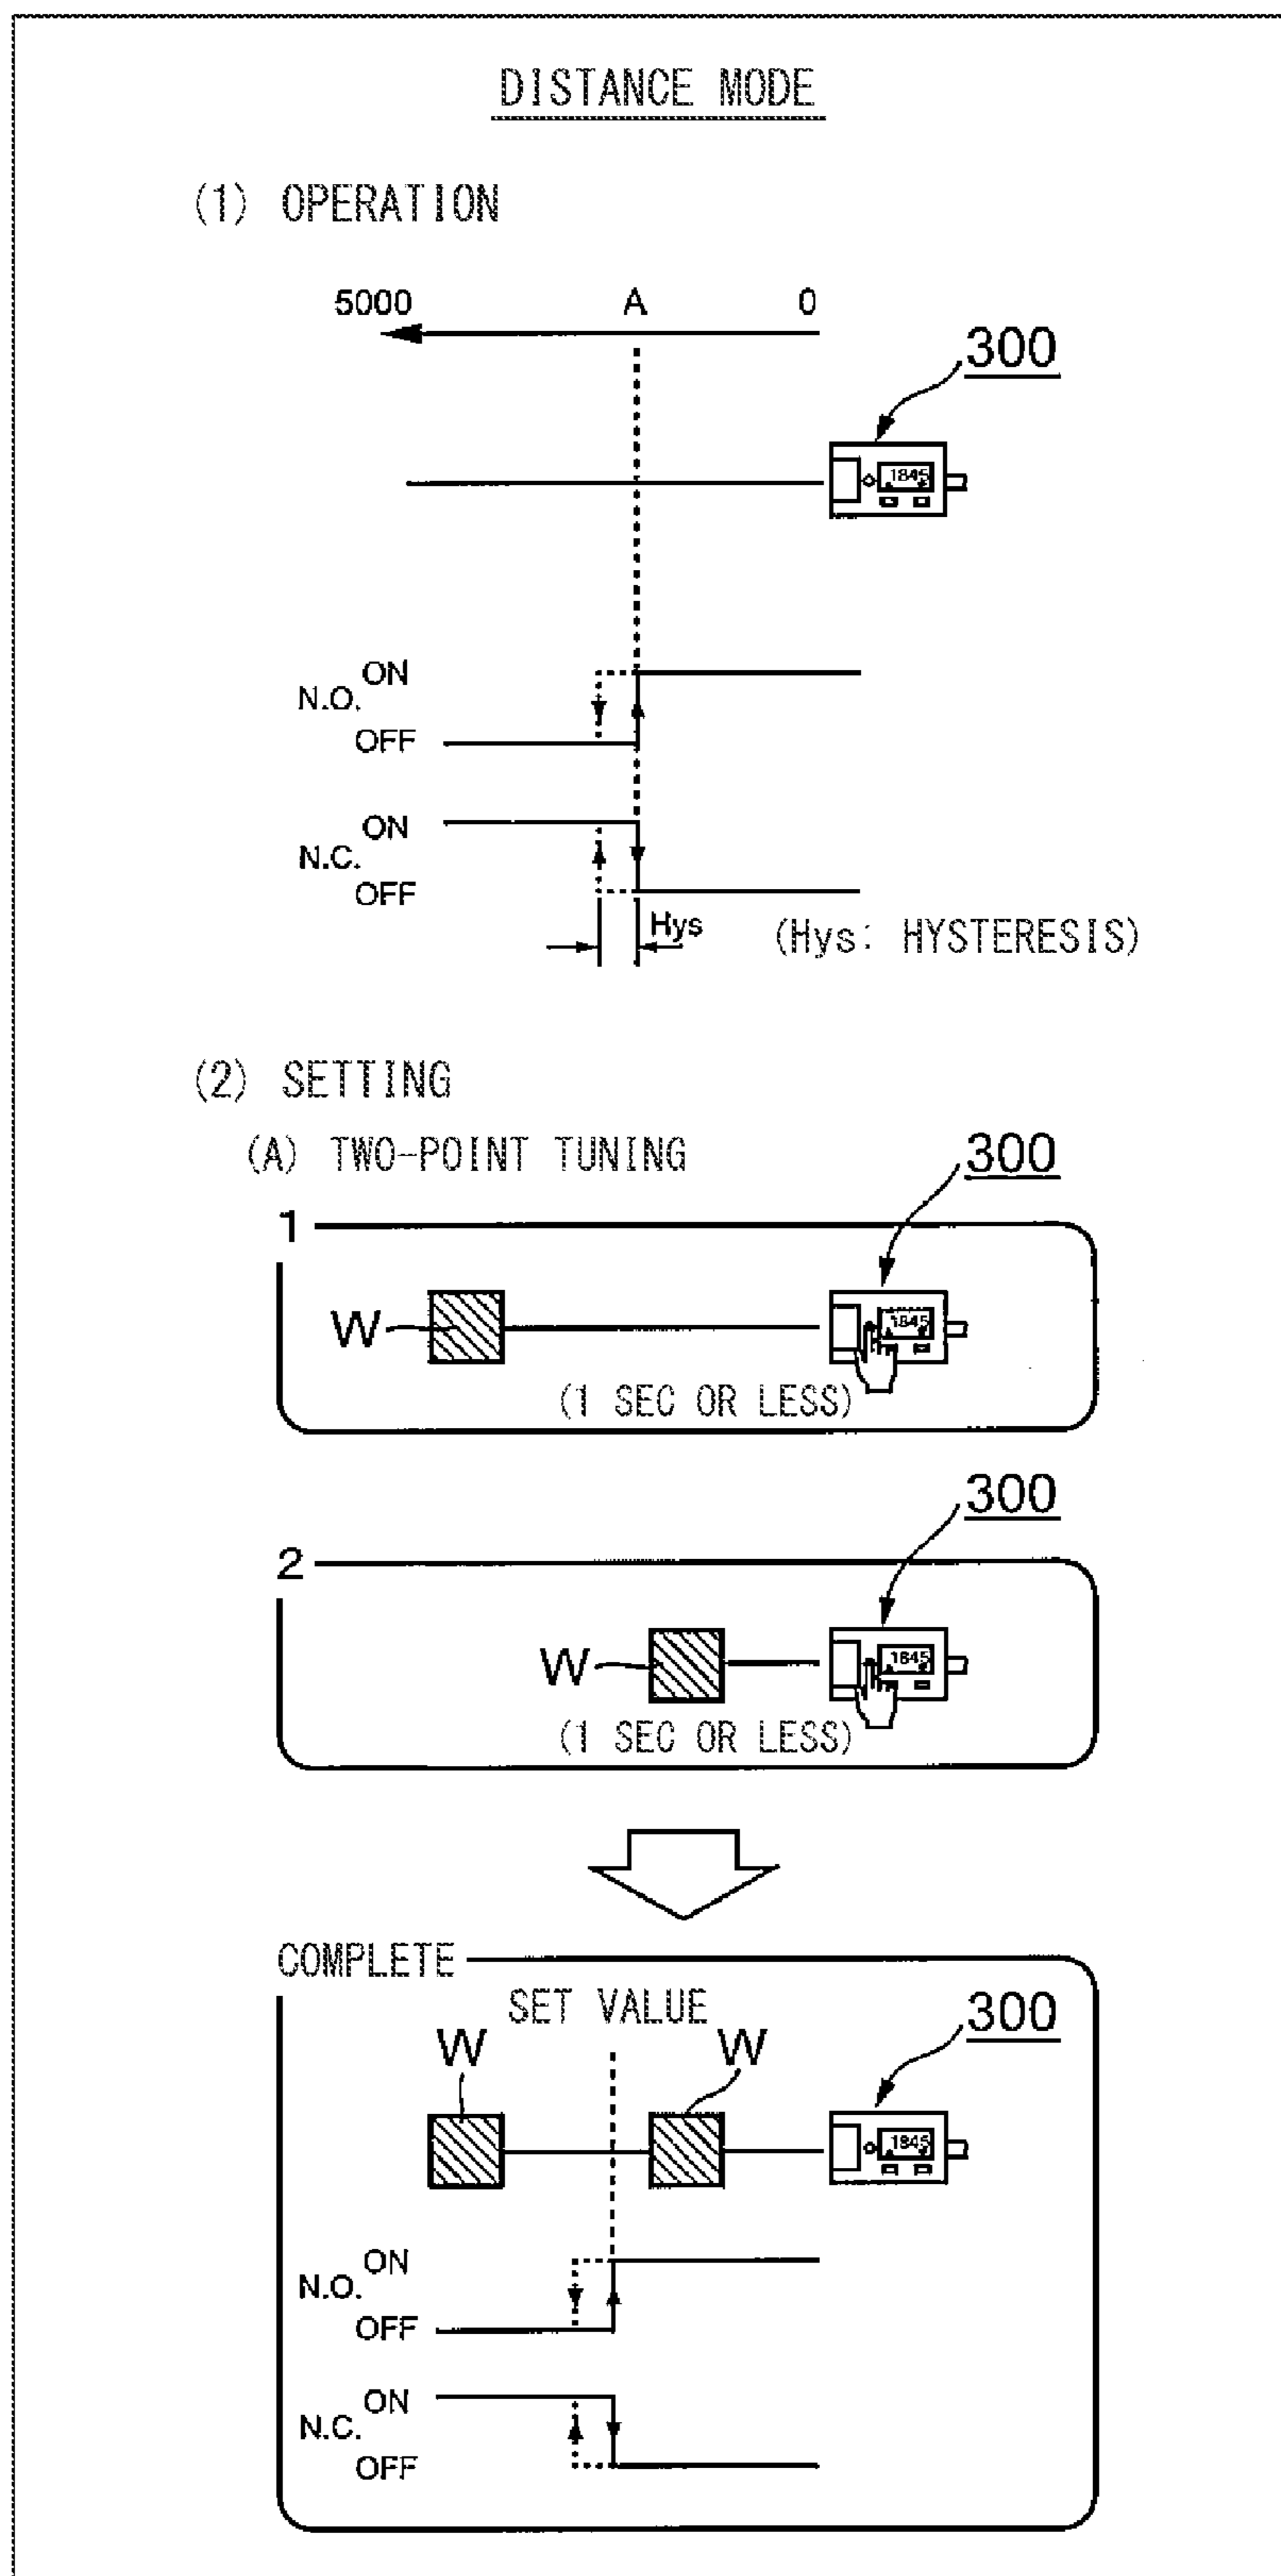 DISTANCE MODE
(1) OPERATION
5000 A 0
300
1845
N.O. ON
OFF
N.C. ON
OFF
Hys (Hys: HYSTERESIS)
(2) SETTING
(A) TWO-POINT TUNING
300
1
W 1845
(1 SEC OR LESS)
300
2
W 1845
(1 SEC OR LESS)
COMPLETE
SET VALUE 300
W W
1845
N.O. ON
OFF
N.C. ON
OFF